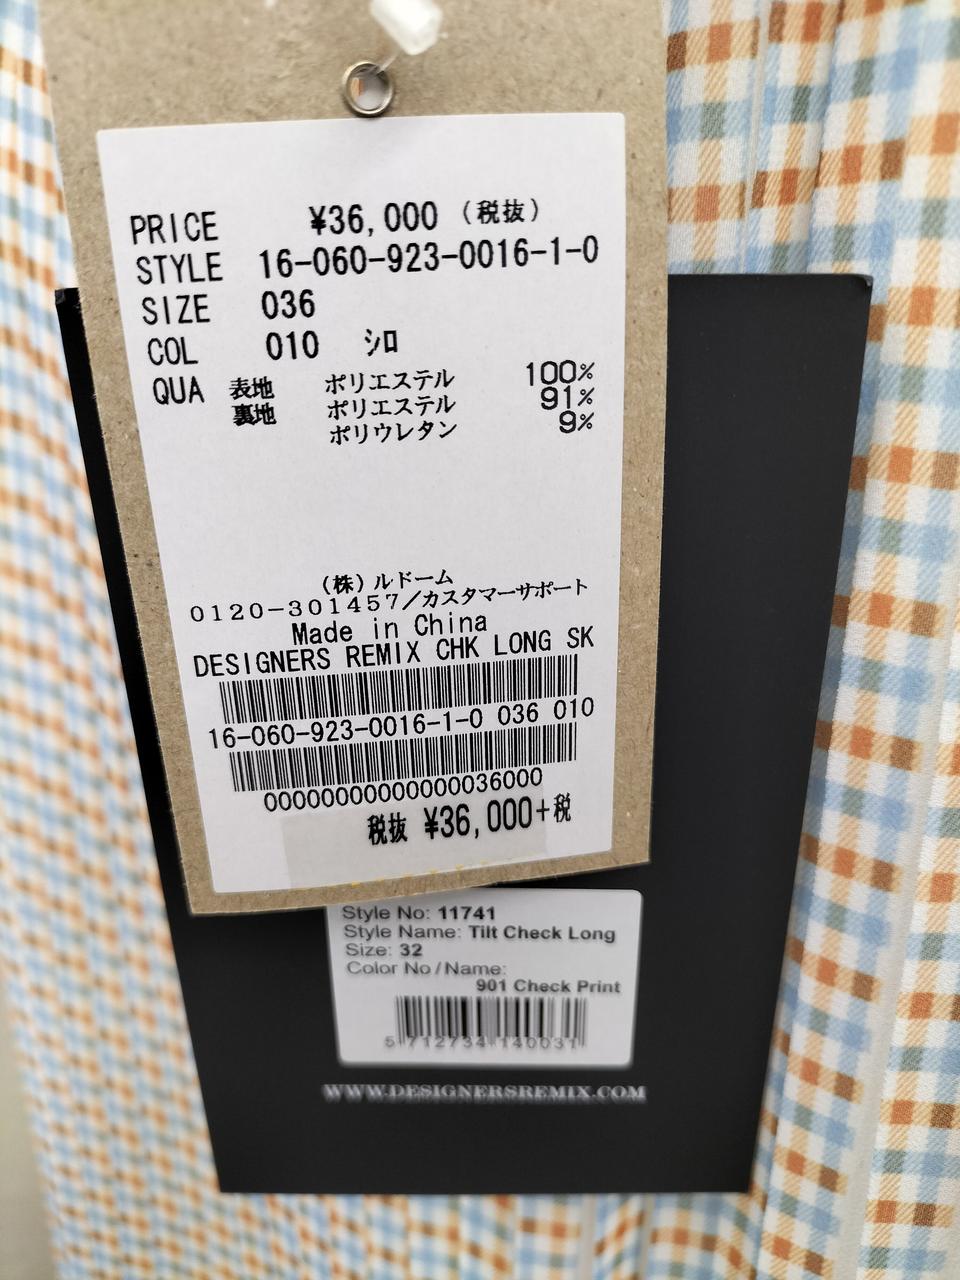 PRICE ¥36,000 (税抜)
STYLE 16-060-923-0016-1-0
SIZE 036
COL 010 ｼﾛ
QUA 表地 ポリエステル 100%
裏地 ポリエステル 91%
ポリウレタン 9%
(株)ルドーム
0120-301457/カスタマーサポート
Made in China
DESIGNERS REMIX CHK LONG SK
16-060-923-0016-1-0 036 010
00000000000000036000
税抜 ¥36,000+税
Style No: 11741
Style Name: Tilt Check Long
Size: 32
Color No/Name:
901 Check Print
5 712734 140031
WWW.DESIGNERSREMIX.COM